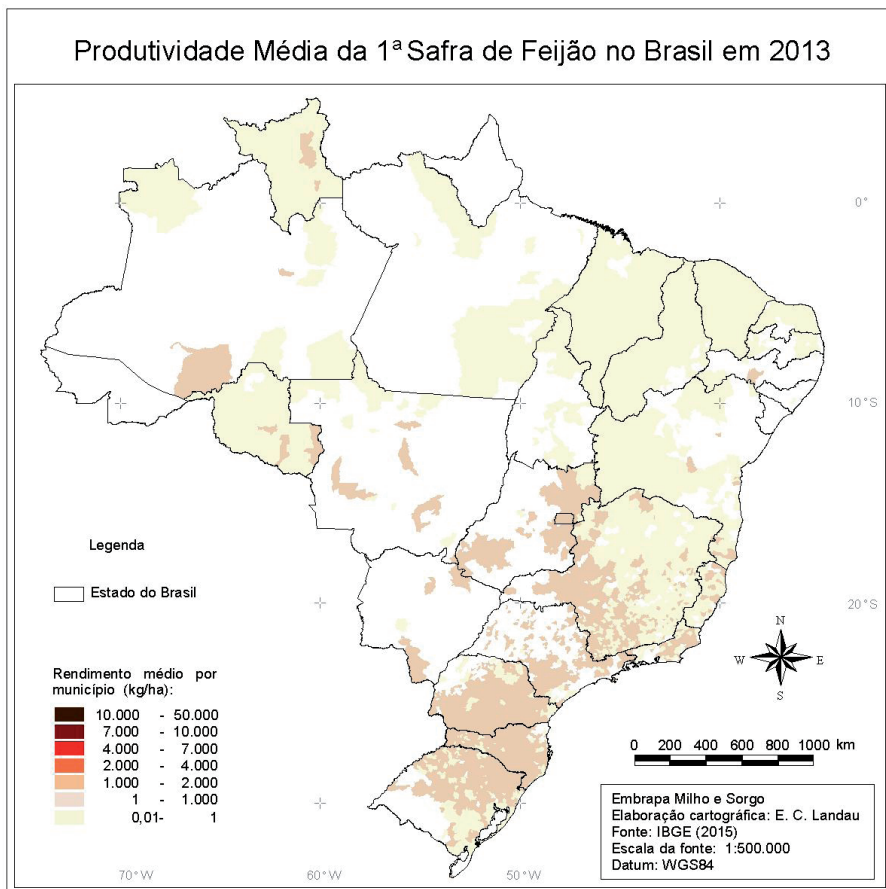 Produtividade Média da 1ª Safra de Feijão no Brasil em 2013
0°
10°S
20°S
Legenda
Estado do Brasil
Rendimento médio por
município (kg/ha):
10.000 - 50.000
7.000 - 10.000
4.000 - 7.000
2.000 - 4.000
1.000 - 2.000
1 - 1.000
0,01- 1
N
W E
S
0 200 400 600 800 1000 km
Embrapa Milho e Sorgo
Elaboração cartográfica: E. C. Landau
Fonte: IBGE (2015)
Escala da fonte: 1:500.000
Datum: WGS84
70°W 60°W 50°W